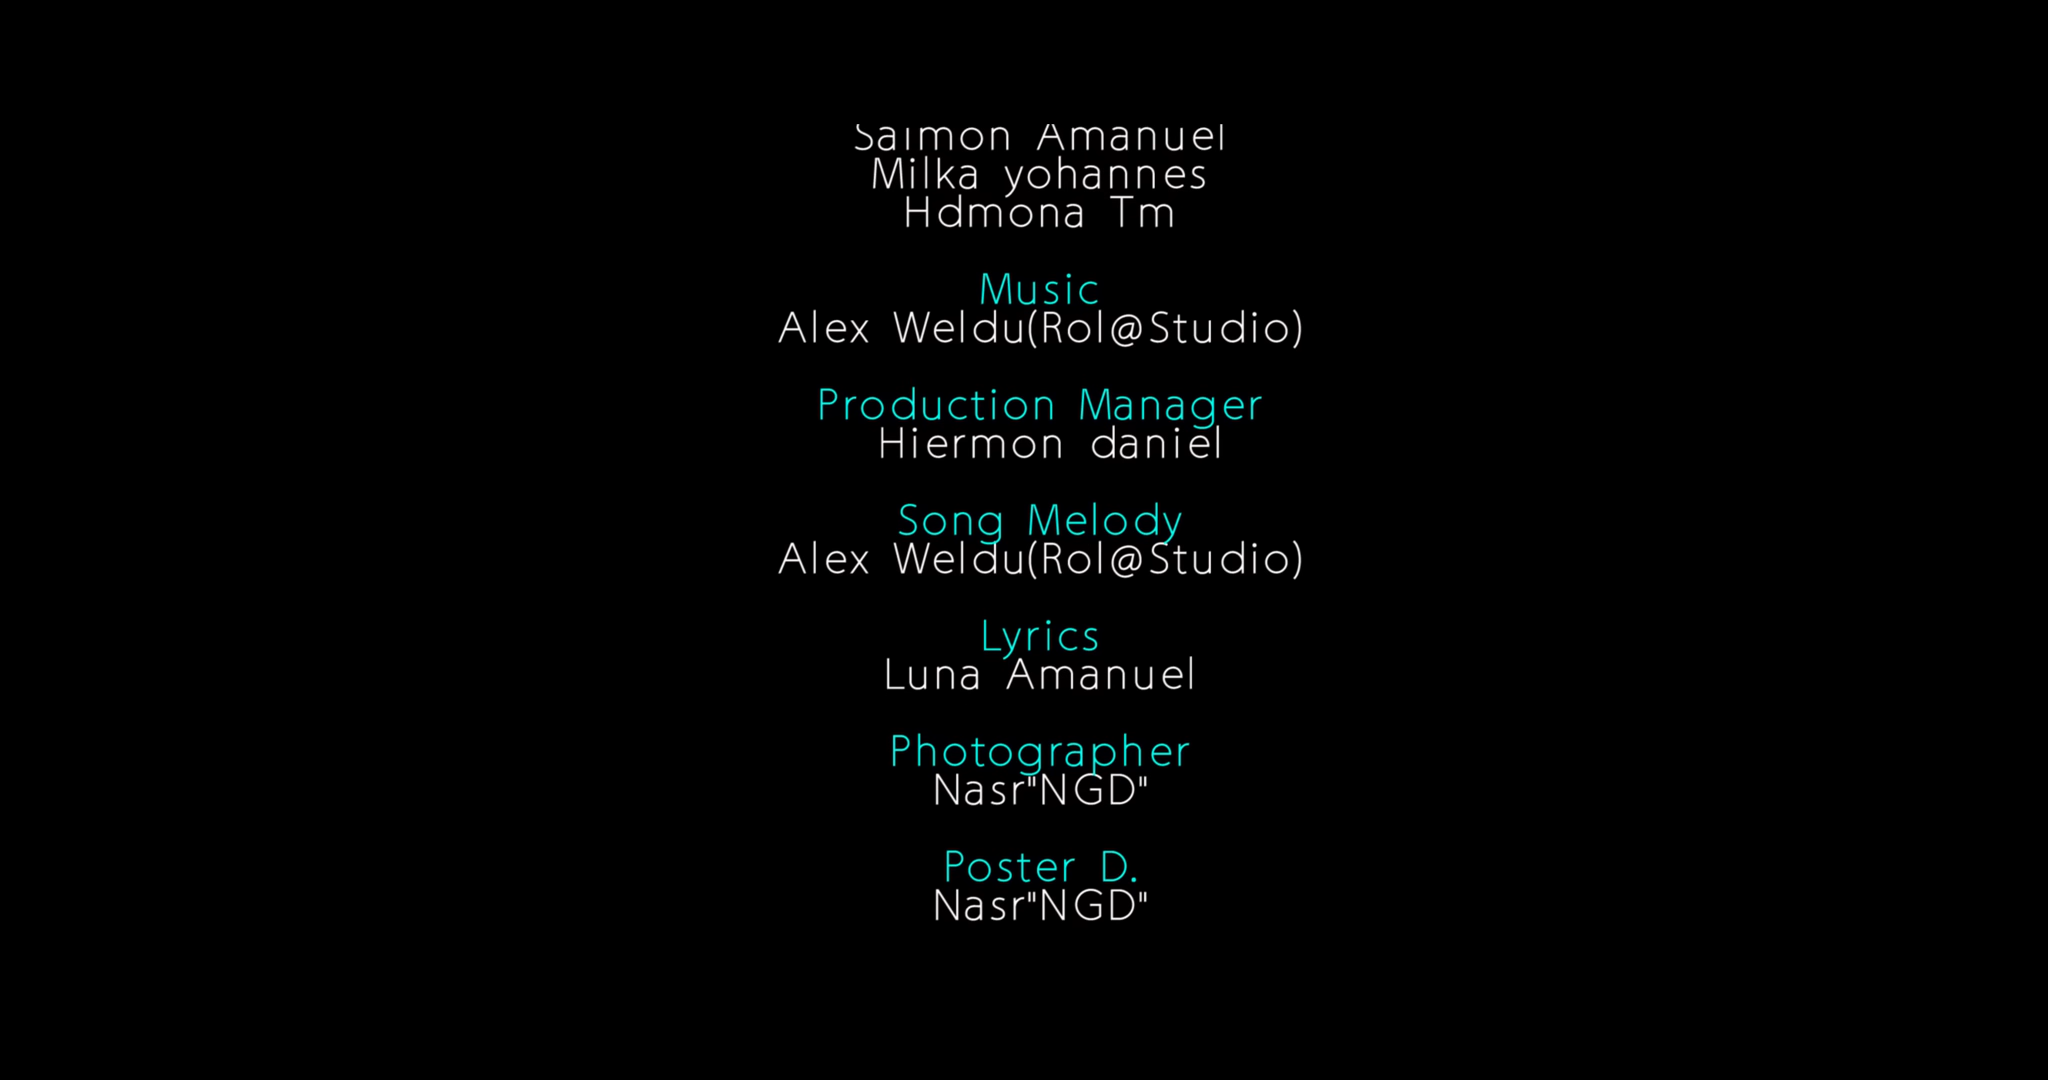 Saimon Amanuel
Milka yohannes
Hdmona Tm
Music
Alex Weldu(Rol@Studio)
Production Manager
Hiermon daniel
Song Melody
Alex Weldu(Rol@Studio)
Lyrics
Luna Amanuel
Photographer
Nasr"NGD"
Poster D.
Nasr"NGD"